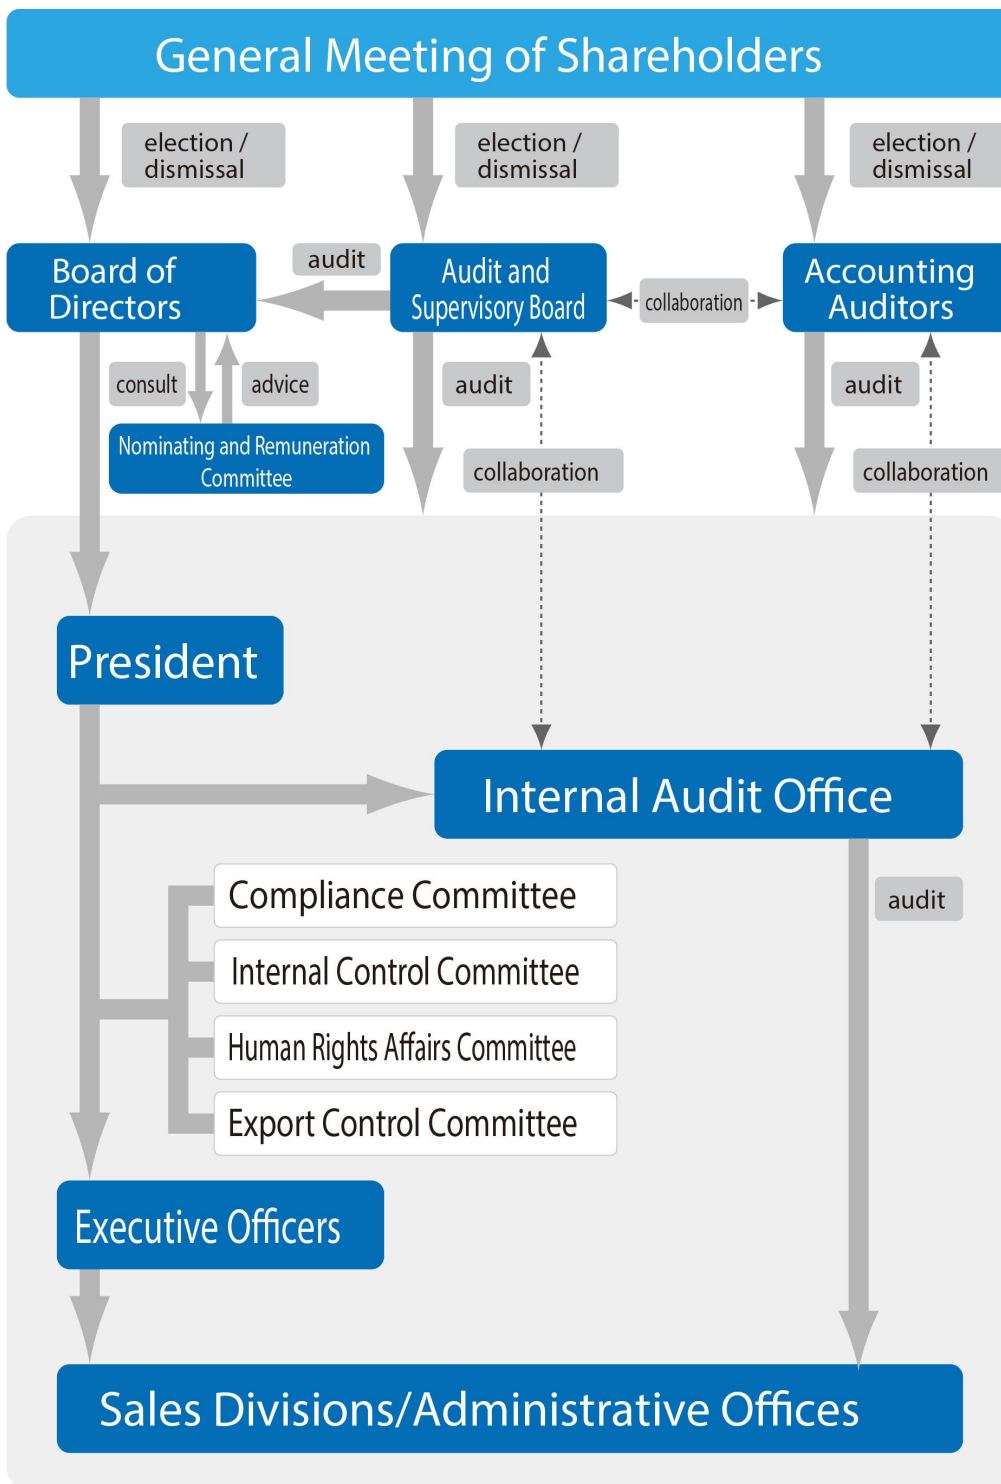 General Meeting of Shareholders
election /
dismissal
election /
dismissal
election /
dismissal
Board of
Directors
audit
Audit and
Supervisory Board
collaboration
Accounting
Auditors
consult
advice
audit
audit
Nominating and Remuneration
Committee
collaboration
collaboration
President
Internal Audit Office
Compliance Committee
audit
Internal Control Committee
Human Rights Affairs Committee
Export Control Committee
Executive Officers
Sales Divisions/Administrative Offices